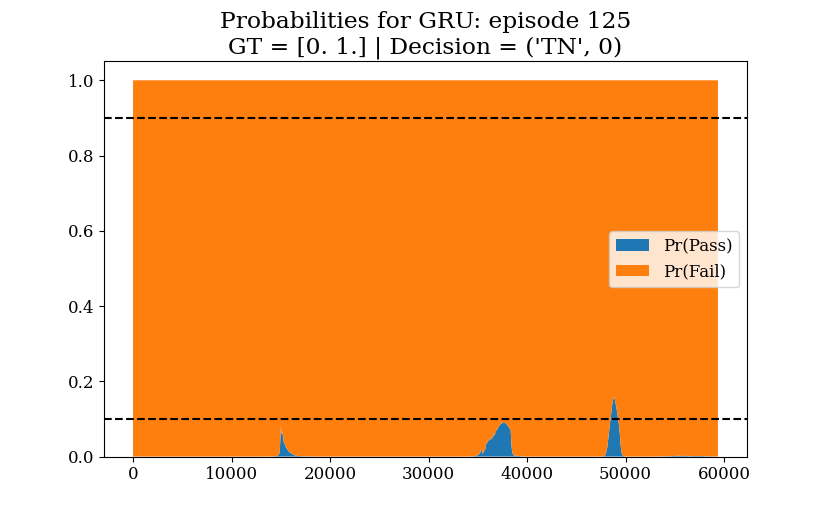 Probabilities for GRU: episode 125
GT = [0. 1.] | Decision = ('TN', 0)
1.0
0.8
0.6
0.4
0.2
0.0
Pr(Pass)
Pr(Fail)
0 10000 20000 30000 40000 50000 60000